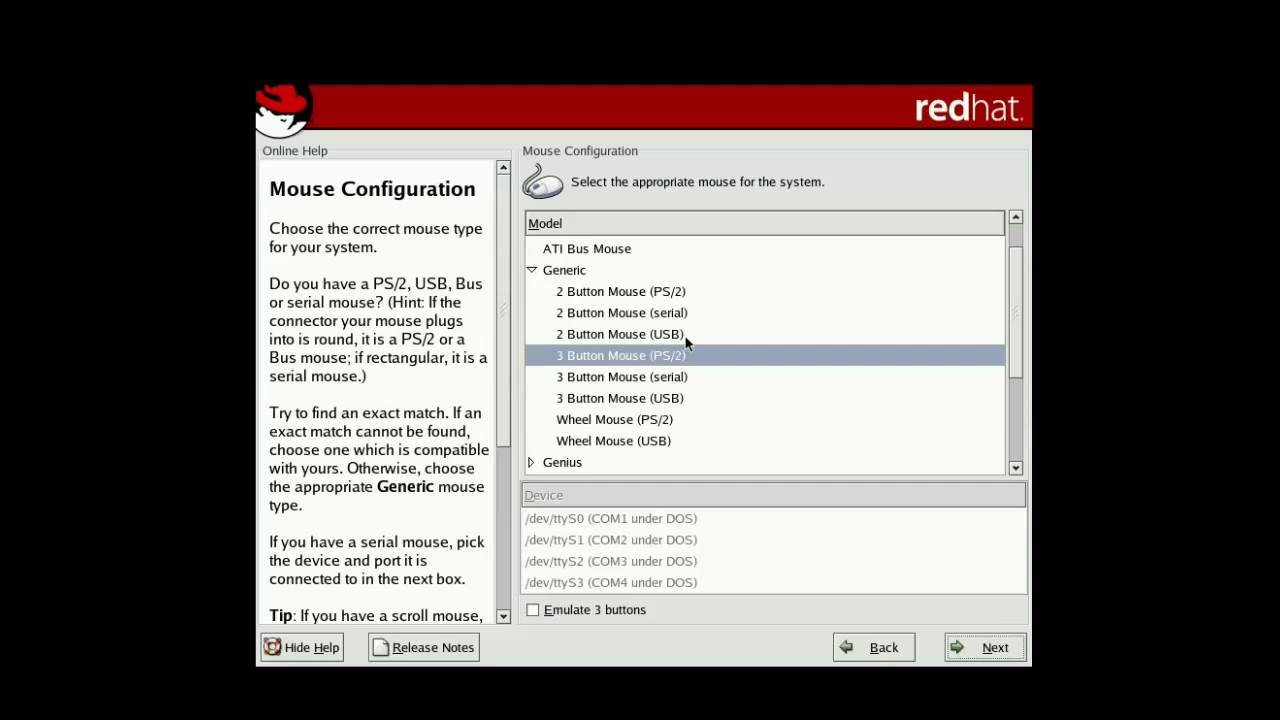 redhat.
Online Help
Mouse Configuration
Choose the correct mouse type
for your system.
Do you have a PS/2, USB, Bus
or serial mouse? (Hint: If the
connector your mouse plugs
into is round, it is a PS/2 or a
Bus mouse; if rectangular, it is a
serial mouse.)
Try to find an exact match. If an
exact match cannot be found,
choose one which is compatible
with yours. Otherwise, choose
the appropriate Generic mouse
type.
If you have a serial mouse, pick
the device and port it is
connected to in the next box.
Tip: If you have a scroll mouse,
Mouse Configuration
Select the appropriate mouse for the system.
Model
ATI Bus Mouse
Generic
2 Button Mouse (PS/2)
2 Button Mouse (serial)
2 Button Mouse (USB)
3 Button Mouse (PS/2)
3 Button Mouse (serial)
3 Button Mouse (USB)
Wheel Mouse (PS/2)
Wheel Mouse (USB)
Genius
Device
/dev/ttyS0 (COM1 under DOS)
/dev/ttyS1 (COM2 under DOS)
/dev/ttyS2 (COM3 under DOS)
/dev/ttyS3 (COM4 under DOS)
Emulate 3 buttons
Hide Help
Release Notes
Back
Next